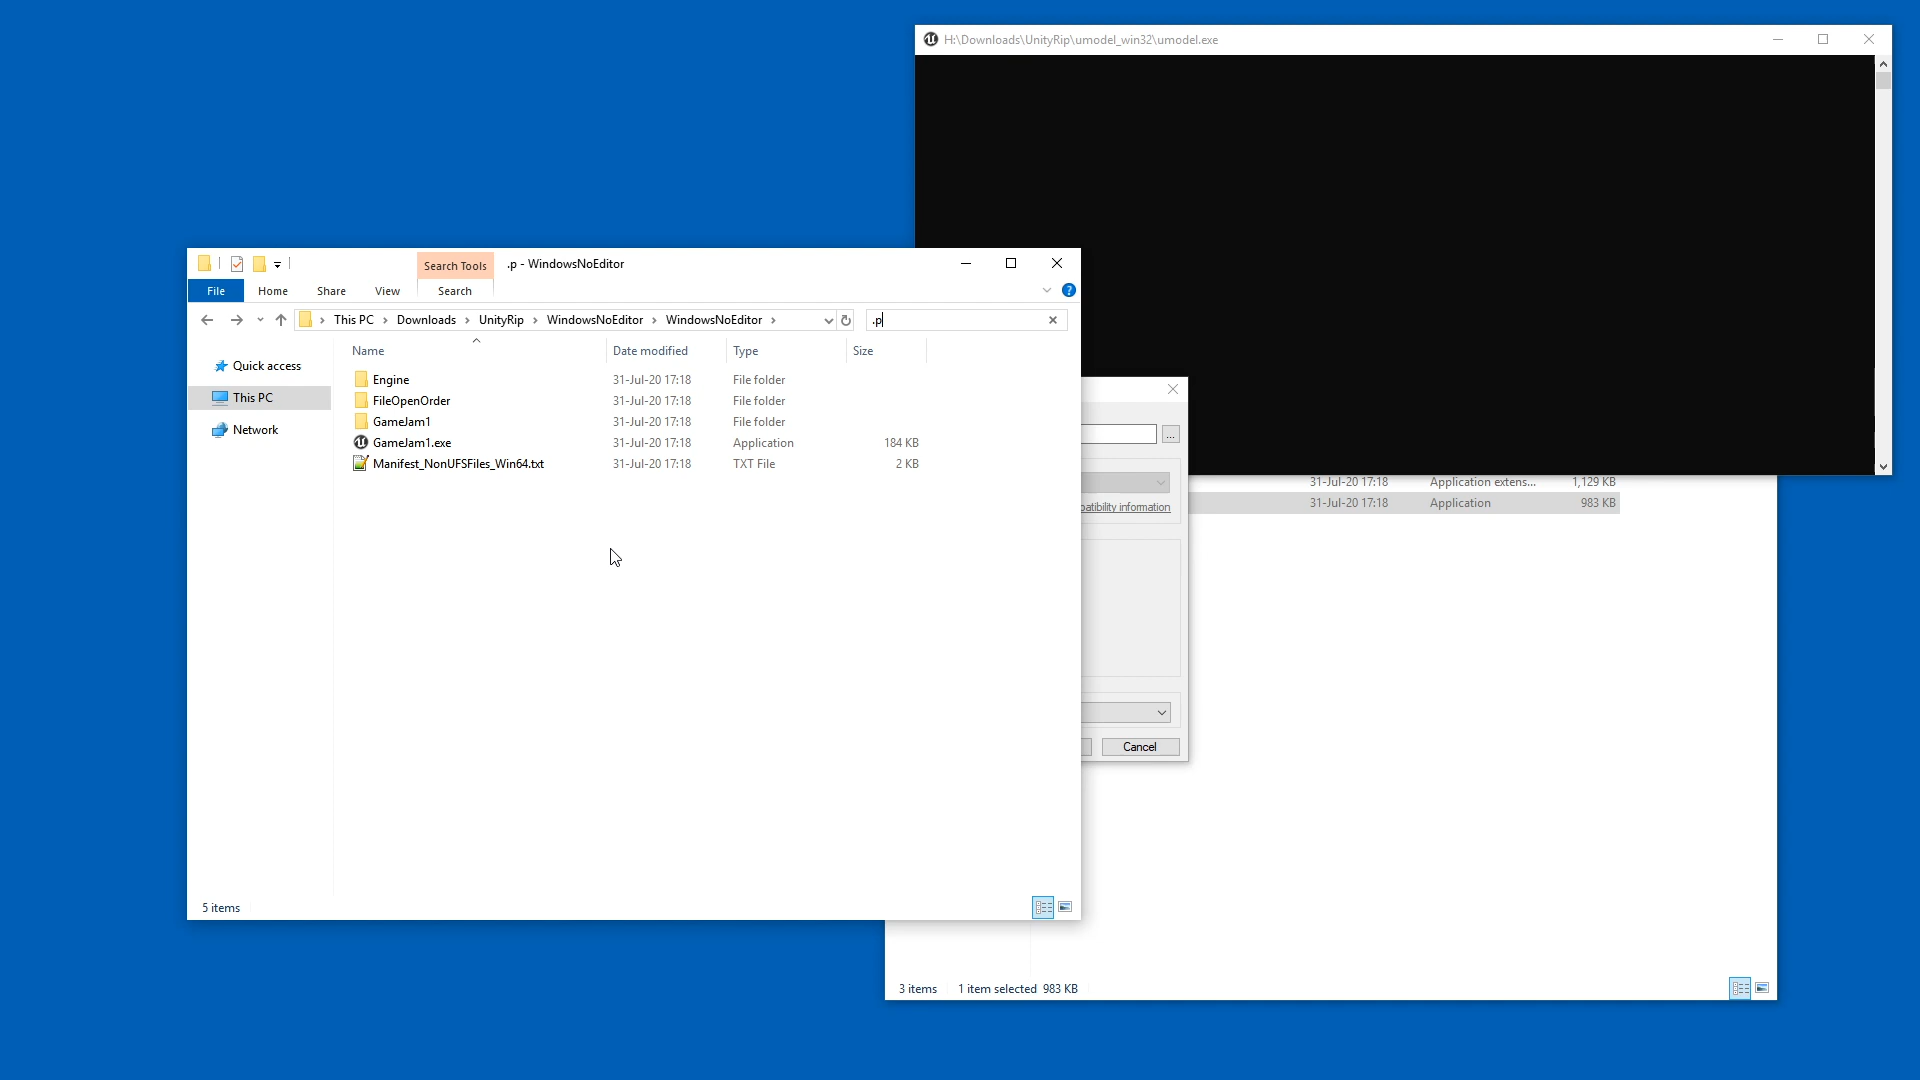 H:\Downloads\UnityRip\umodel_win32\umodel.exe
Search Tools
.p - WindowsNoEditor
File
Home
Share
View
Search
This PC
Downloads
UnityRip
WindowsNoEditor
WindowsNoEditor
.p
Name
Date modified
Type
Size
Quick access
This PC
Network
Engine 31-Jul-20 17:18 File folder
FileOpenOrder 31-Jul-20 17:18 File folder
GameJam1 31-Jul-20 17:18 File folder
GameJam1.exe 31-Jul-20 17:18 Application 184 KB
Manifest_NonUFSFiles_Win64.txt 31-Jul-20 17:18 TXT File 2 KB
5 items
...
patibility information
Cancel
31-Jul-20 17:18 Application extens... 1,129 KB
31-Jul-20 17:18 Application 983 KB
3 items 1 item selected 983 KB